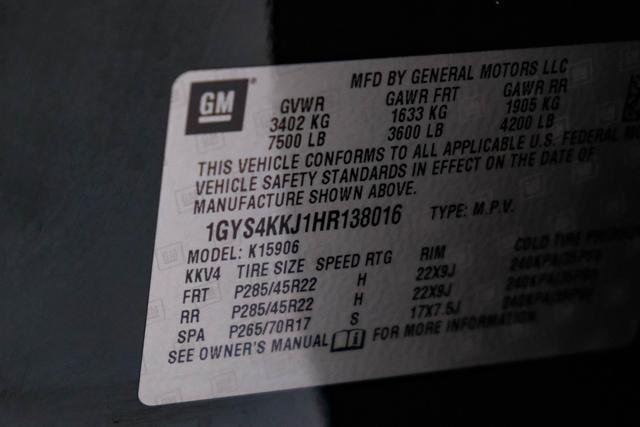 GM
MFD BY GENERAL MOTORS LLC
GVWR GAWR FRT GAWR RR
3402 KG 1633 KG 1905 KG
7500 LB 3600 LB 4200 LB
THIS VEHICLE CONFORMS TO ALL APPLICABLE U.S. FEDERAL
VEHICLE SAFETY STANDARDS IN EFFECT ON THE DATE OF
MANUFACTURE SHOWN ABOVE.
1GYS4KKJ1HR138016 TYPE: M.P.V.
MODEL: K15906
KKV4 TIRE SIZE SPEED RTG RIM COLD TIRE
FRT P285/45R22 H 22X9J
RR P285/45R22 H 22X9J
SPA P265/70R17 S 17X7.5J
SEE OWNER'S MANUAL FOR MORE INFORMATION